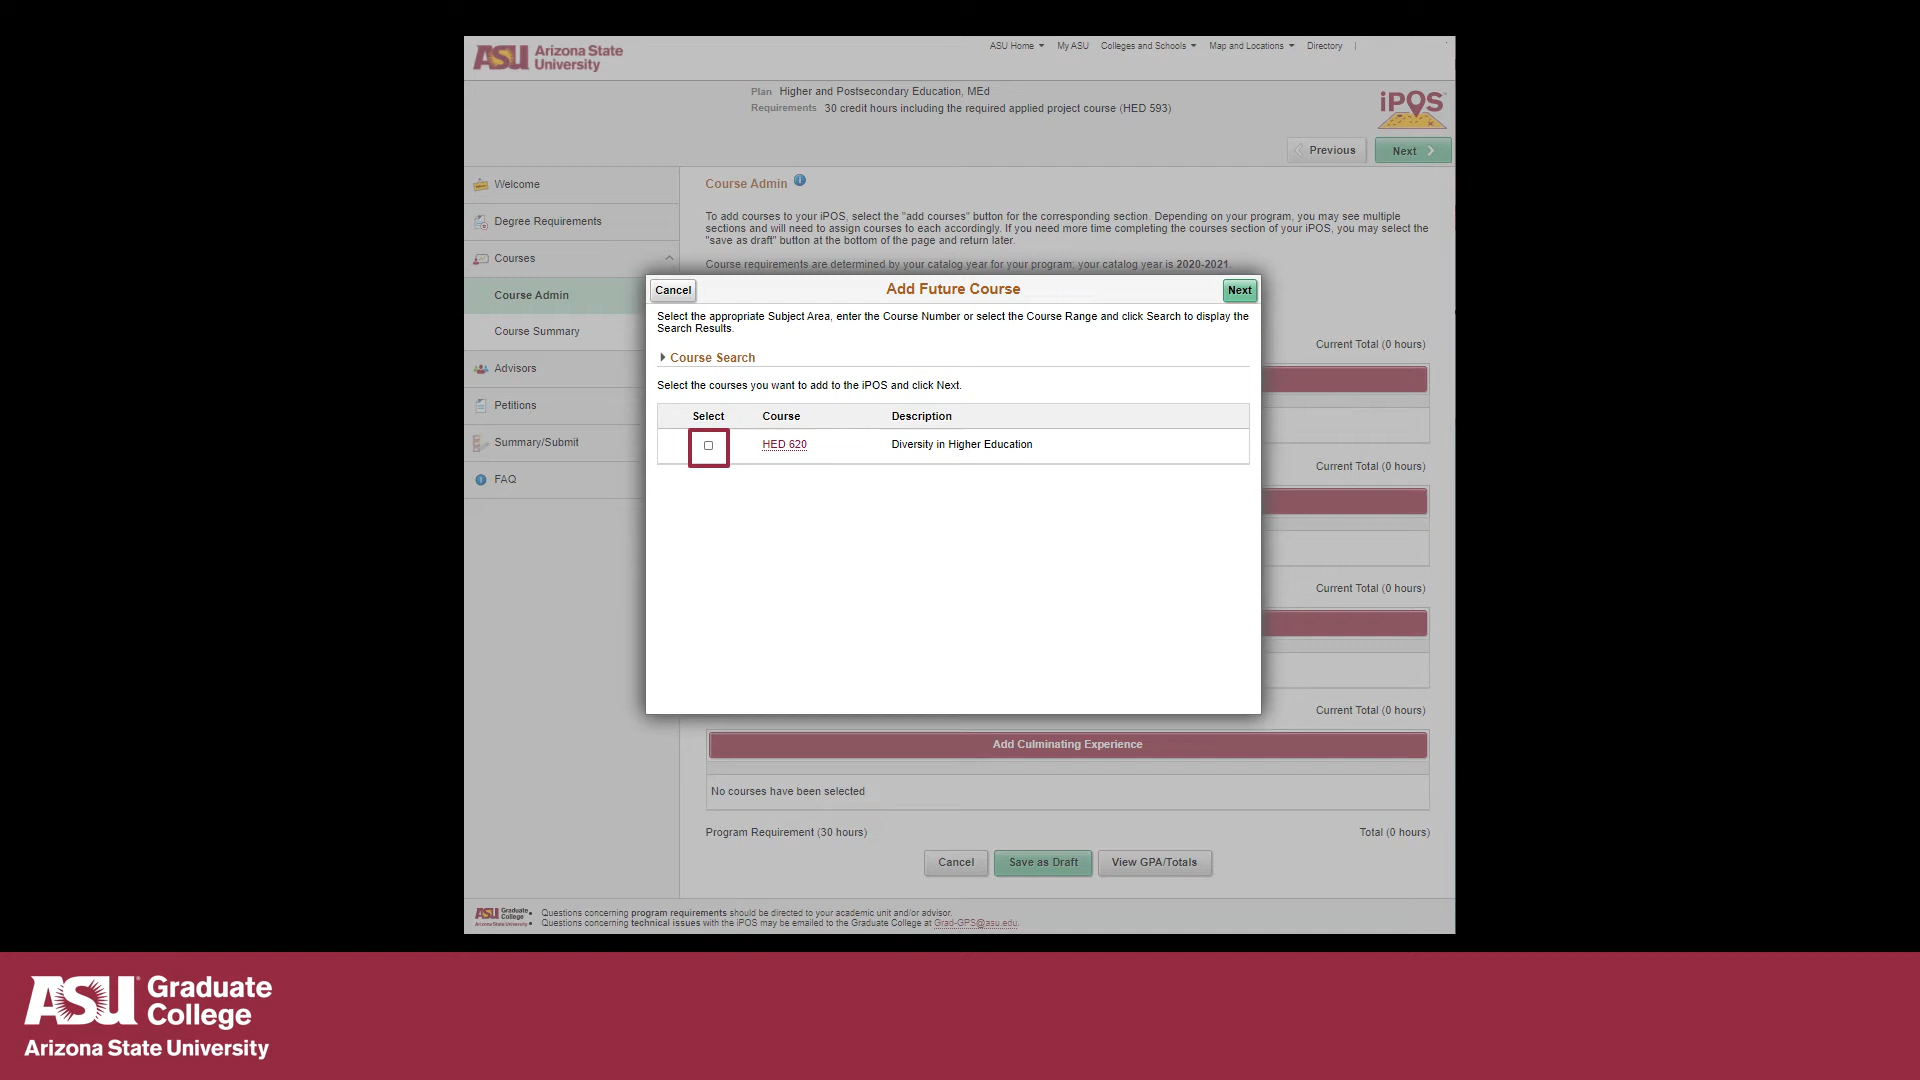 ASU Arizona State University
ASU Home
My ASU
Colleges and Schools
Map and Locations
Directory
Plan Higher and Postsecondary Education, MEd
Requirements 30 credit hours including the required applied project course (HED 593)
iPOS
Previous
Next
Welcome
Degree Requirements
Courses
Course Admin
Course Summary
Advisors
Petitions
Summary/Submit
FAQ
Course Admin
To add courses to your iPOS, select the "add courses" button for the corresponding section. Depending on your program, you may see multiple
sections and will need to assign courses to each accordingly. If you need more time completing the courses section of your iPOS, you may select the
"save as draft" button at the bottom of the page and return later.
Course requirements are determined by your catalog year for your program; your catalog year is 2020-2021.
Cancel
Add Future Course
Next
Select the appropriate Subject Area, enter the Course Number or select the Course Range and click Search to display the
Search Results.
Course Search
Select the courses you want to add to the iPOS and click Next.
Select Course Description
HED 620 Diversity in Higher Education
Current Total (0 hours)
Current Total (0 hours)
Current Total (0 hours)
Current Total (0 hours)
Add Culminating Experience
No courses have been selected
Program Requirement (30 hours)
Total (0 hours)
Cancel
Save as Draft
View GPA/Totals
ASU Graduate College
Arizona State University
Questions concerning program requirements should be directed to your academic unit and/or advisor.
Questions concerning technical issues with the iPOS may be emailed to the Graduate College at Grad-GPS@asu.edu.
ASU Graduate
College
Arizona State University